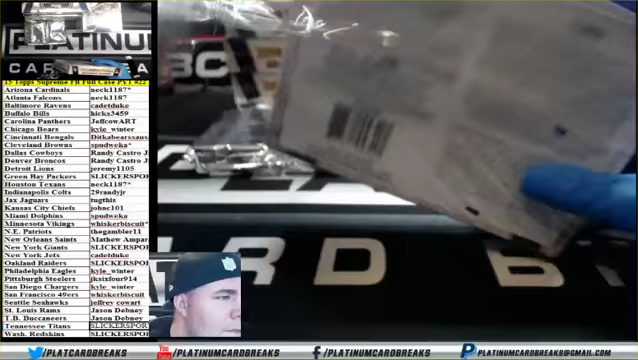 PLATINUM
CARD BREA
15 Topps Supreme FB Full Case PYT #22
Arizona Cardinals neck1187*
Atlanta Falcons neck1187
Baltimore Ravens cadetduke
Buffalo Bills hicks3459
Carolina Panthers JeffcowART
Chicago Bears kyle_winter
Cincinnati Bengals Ditkabearssaus
Cleveland Browns spudweka*
Dallas Cowboys Randy Castro J
Denver Broncos Randy Castro J
Detroit Lions jeremy1105
Green Bay Packers SLICKERSPOR
Houston Texans neck1187*
Indianapolis Colts 29randyjr
Jax Jaguars tugthis
Kansas City Chiefs johnc101
Miami Dolphins spudweka
Minnesota Vikings whiskerbiscuit*
N.E. Patriots thegambler11
New Orleans Saints Mathew Ampar
New York Giants SLICKERSPOR
New York Jets cadetduke
Oakland Raiders SLICKERSPOR
Philadelphia Eagles kyle_winter
Pittsburgh Steelers jksixfour914
San Diego Chargers kyle_winter
San Francisco 49ers whiskerbiscuit
Seattle Seahawks jeffrey cowart
St. Louis Rams Jason Debney
T.B. Buccaneers Jason Debney
Tennessee Titans SLICKERSPOR
Wash. Redskins SLICKERSPOR
RD B
/PLATCARDBREAKS
/PLATINUMCARDBREAKS
/PLATINUMCARDBREAKS
PLATINUMCARDBREAKS@GMAIL.COM